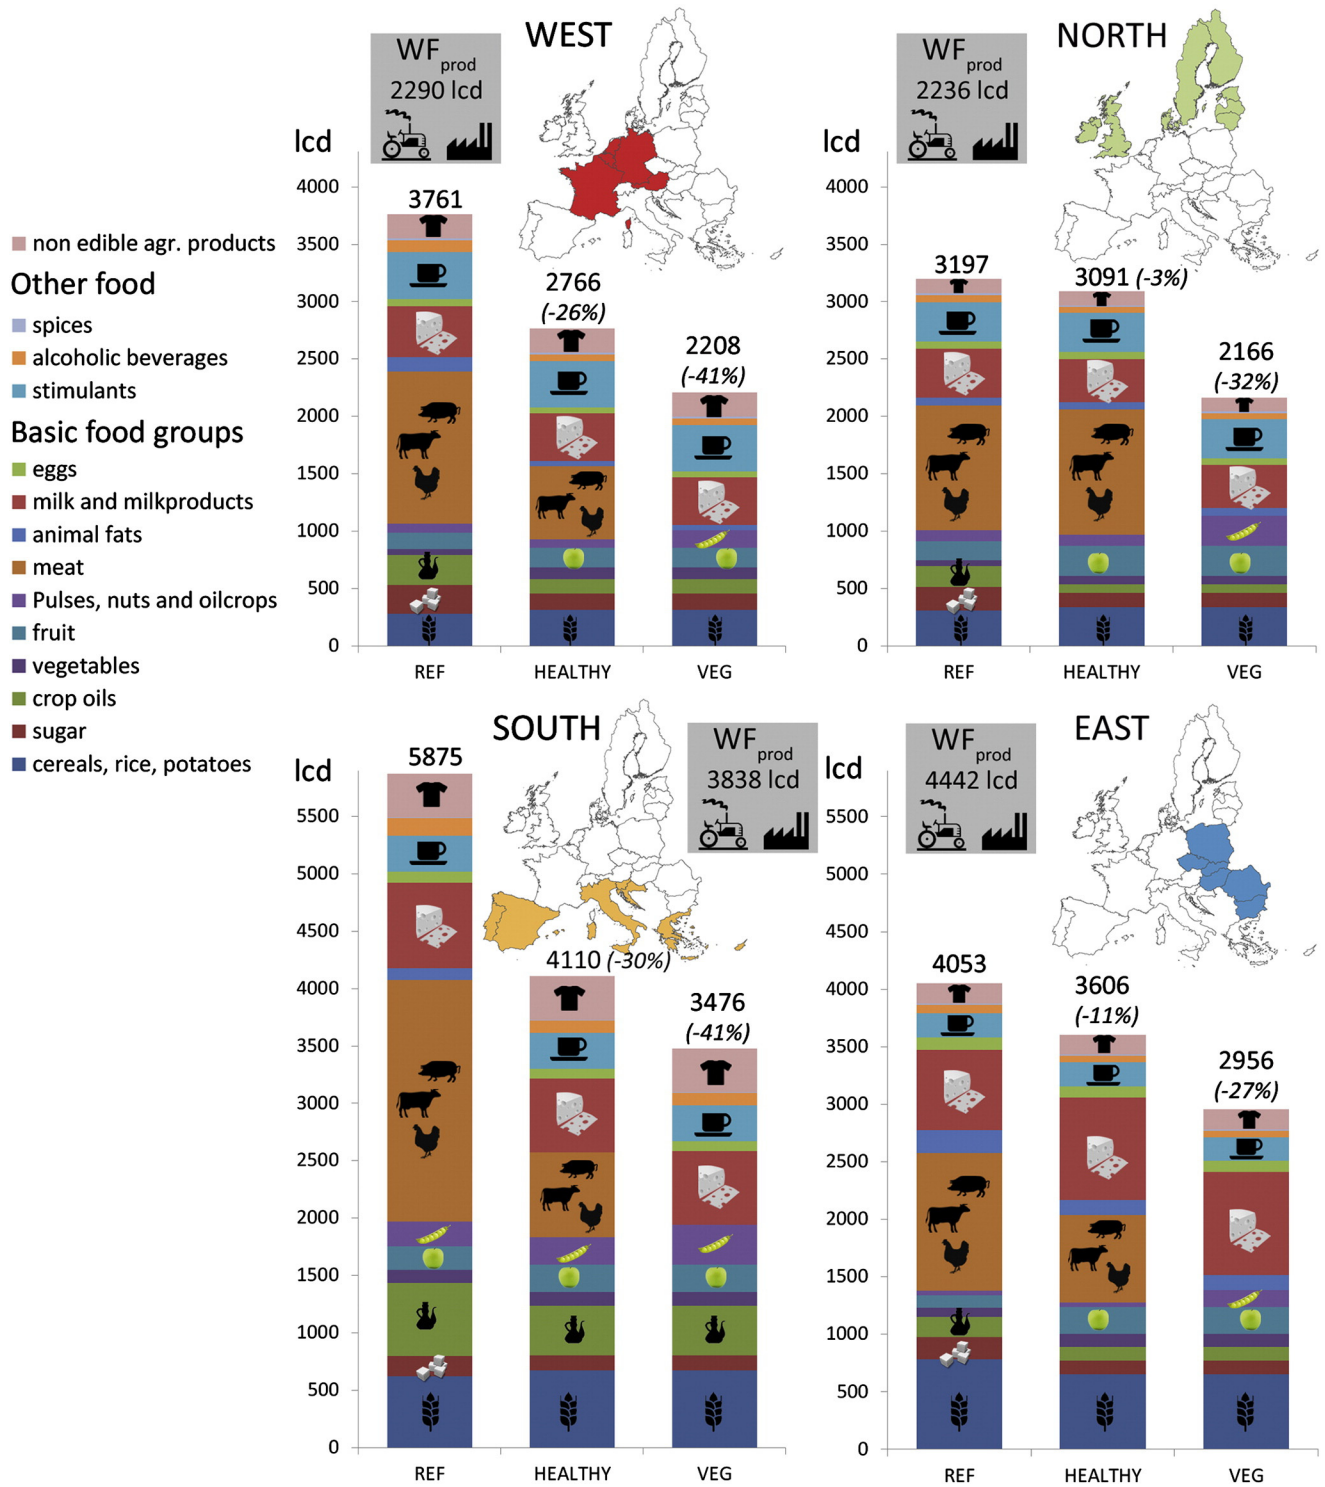 non edible agr. products
Other food
spices
alcoholic beverages
stimulants
Basic food groups
eggs
milk and milkproducts
animal fats
meat
Pulses, nuts and oilcrops
fruit
vegetables
crop oils
sugar
cereals, rice, potatoes
WF prod
2290 lcd
WEST
lcd
4000
3500
3000
2500
2000
1500
1000
500
0
3761
2766
(-26%)
2208
(-41%)
REF
HEALTHY
VEG
WF prod
2236 lcd
NORTH
lcd
4000
3500
3000
2500
2000
1500
1000
500
0
3197
3091 (-3%)
2166
(-32%)
REF
HEALTHY
VEG
SOUTH
WF prod
3838 lcd
lcd
5500
5000
4500
4000
3500
3000
2500
2000
1500
1000
500
0
5875
4110 (-30%)
3476
(-41%)
REF
HEALTHY
VEG
WF prod
4442 lcd
EAST
lcd
5500
5000
4500
4000
3500
3000
2500
2000
1500
1000
500
0
4053
3606
(-11%)
2956
(-27%)
REF
HEALTHY
VEG